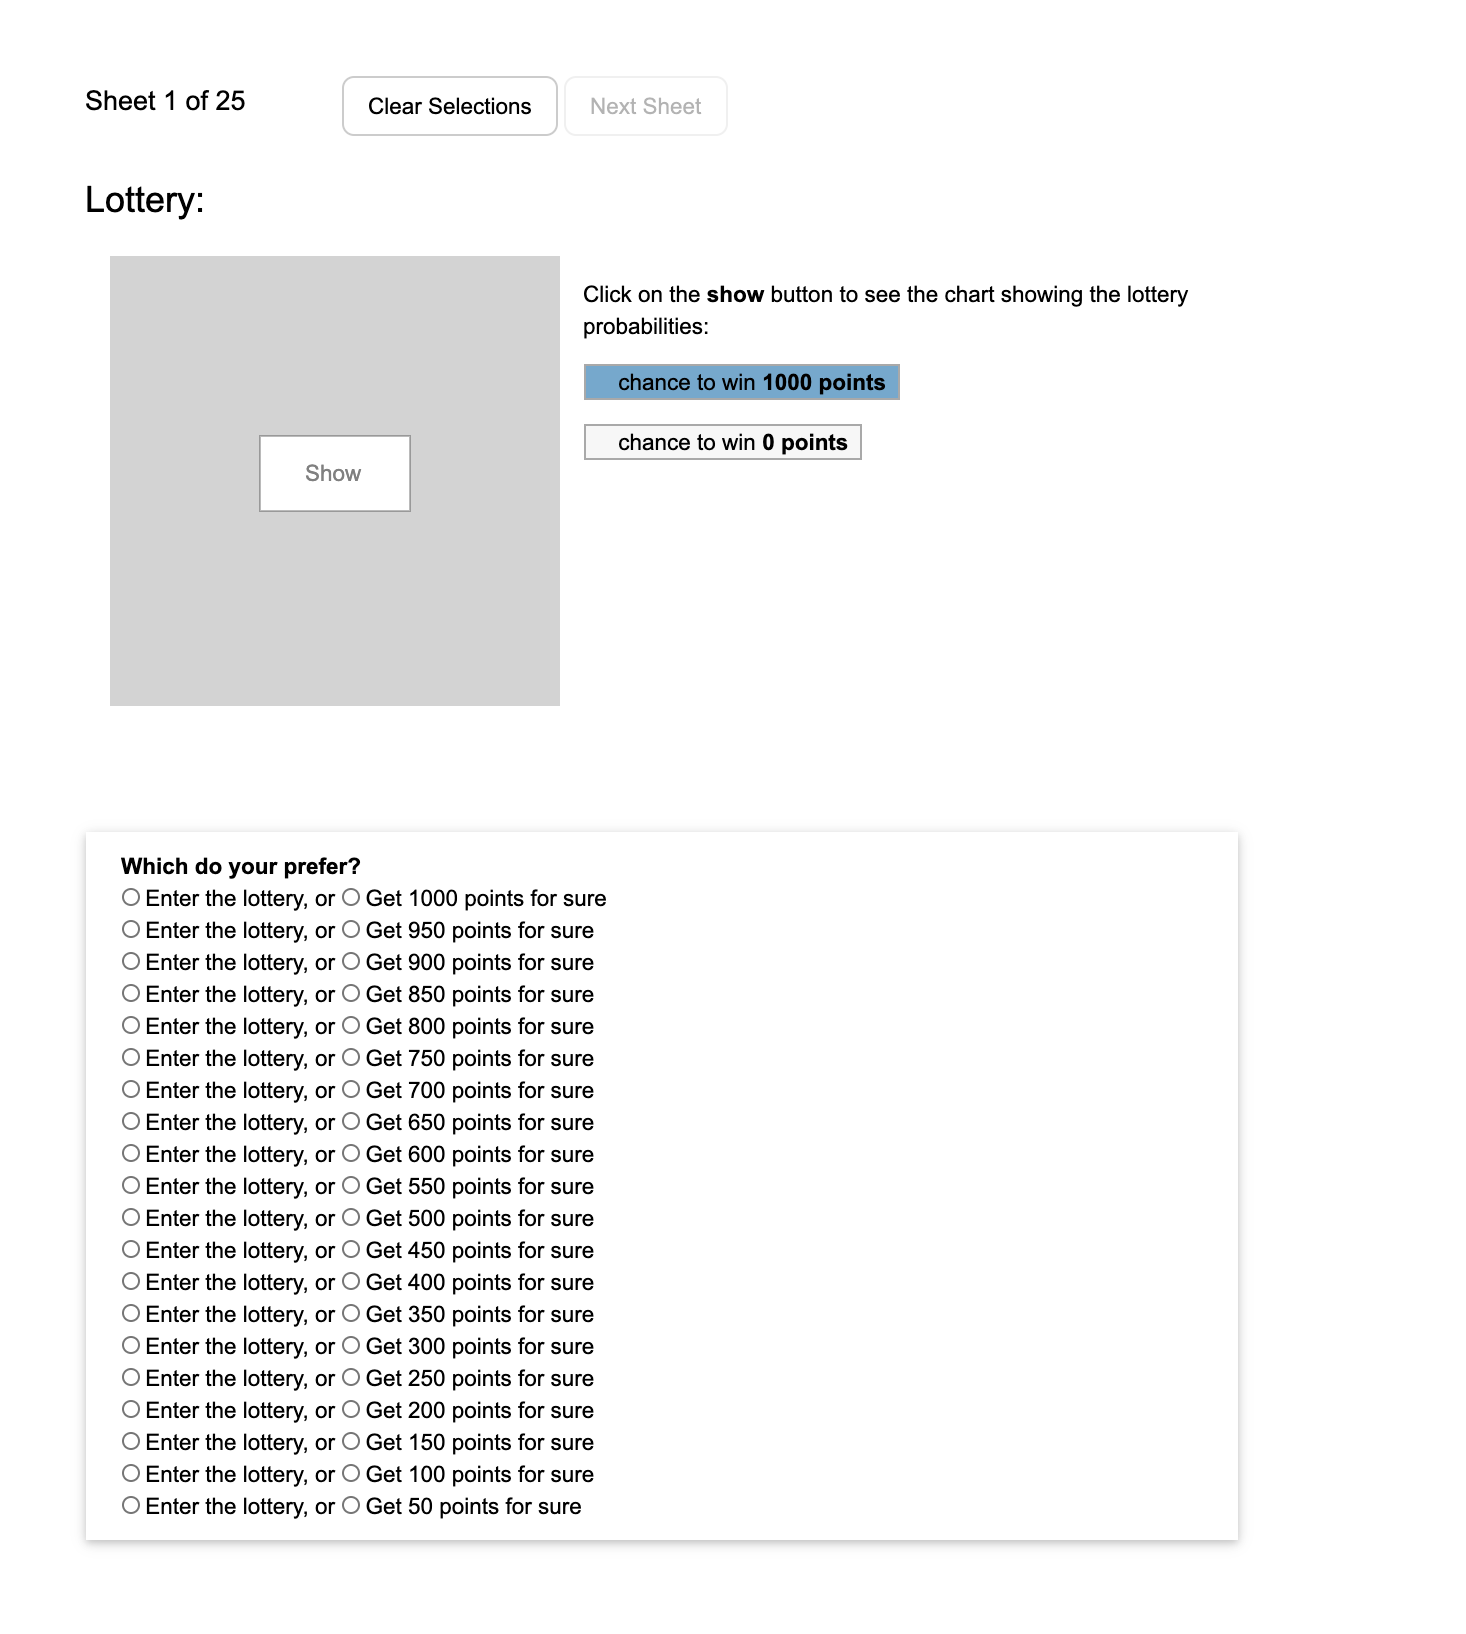 Sheet 1 of 25
Clear Selections
Next Sheet
Lottery:
Show
Click on the show button to see the chart showing the lottery
probabilities:
chance to win 1000 points
chance to win 0 points
Which do your prefer?
Enter the lottery, or Get 1000 points for sure
Enter the lottery, or Get 950 points for sure
Enter the lottery, or Get 900 points for sure
Enter the lottery, or Get 850 points for sure
Enter the lottery, or Get 800 points for sure
Enter the lottery, or Get 750 points for sure
Enter the lottery, or Get 700 points for sure
Enter the lottery, or Get 650 points for sure
Enter the lottery, or Get 600 points for sure
Enter the lottery, or Get 550 points for sure
Enter the lottery, or Get 500 points for sure
Enter the lottery, or Get 450 points for sure
Enter the lottery, or Get 400 points for sure
Enter the lottery, or Get 350 points for sure
Enter the lottery, or Get 300 points for sure
Enter the lottery, or Get 250 points for sure
Enter the lottery, or Get 200 points for sure
Enter the lottery, or Get 150 points for sure
Enter the lottery, or Get 100 points for sure
Enter the lottery, or Get 50 points for sure